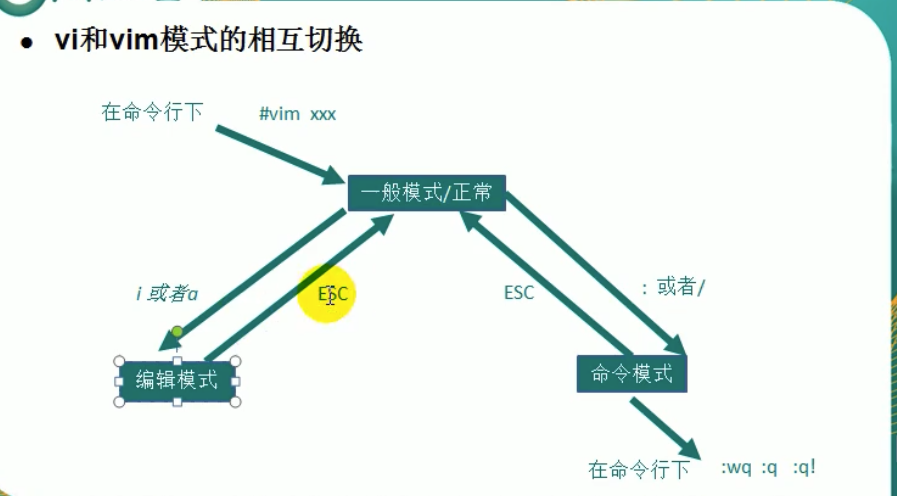 ● vi和vim模式的相互切换
在命令行下 #vim xxx
一般模式/正常
i 或者a ESC ESC : 或者/
编辑模式 命令模式
在命令行下 :wq :q :q!